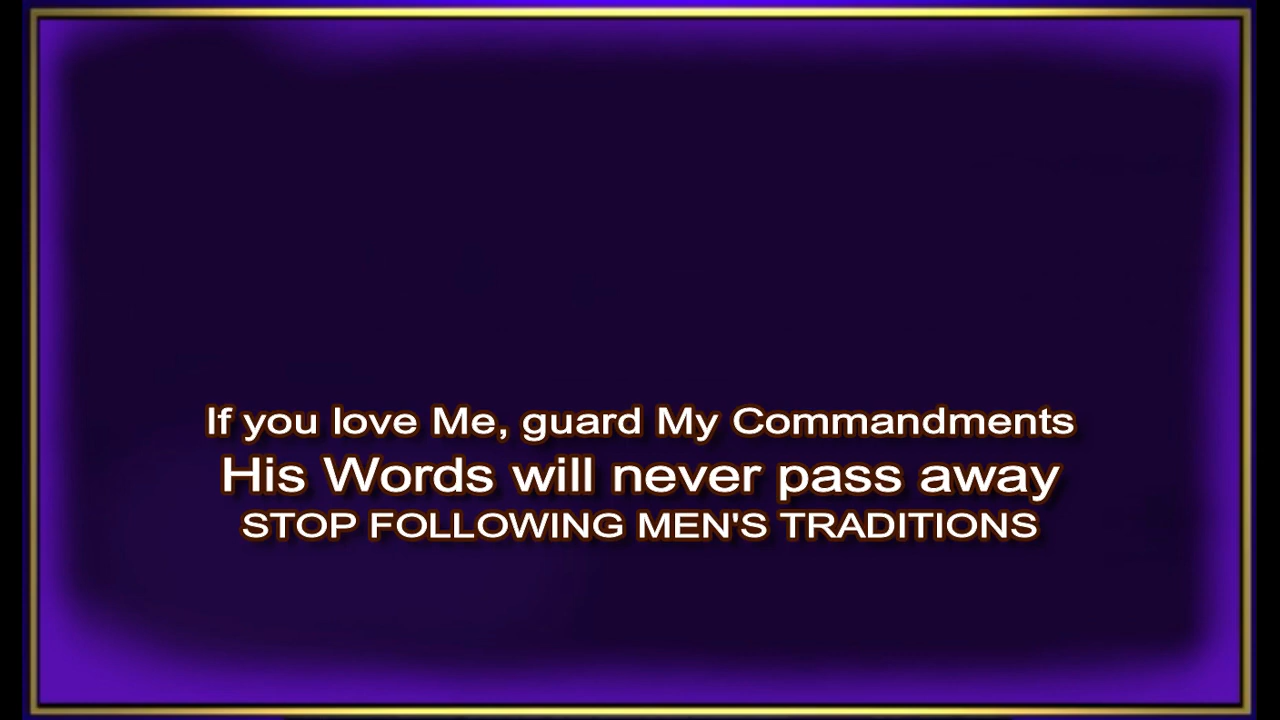 If you love Me, guard My Commandments
His Words will never pass away
STOP FOLLOWING MEN'S TRADITIONS